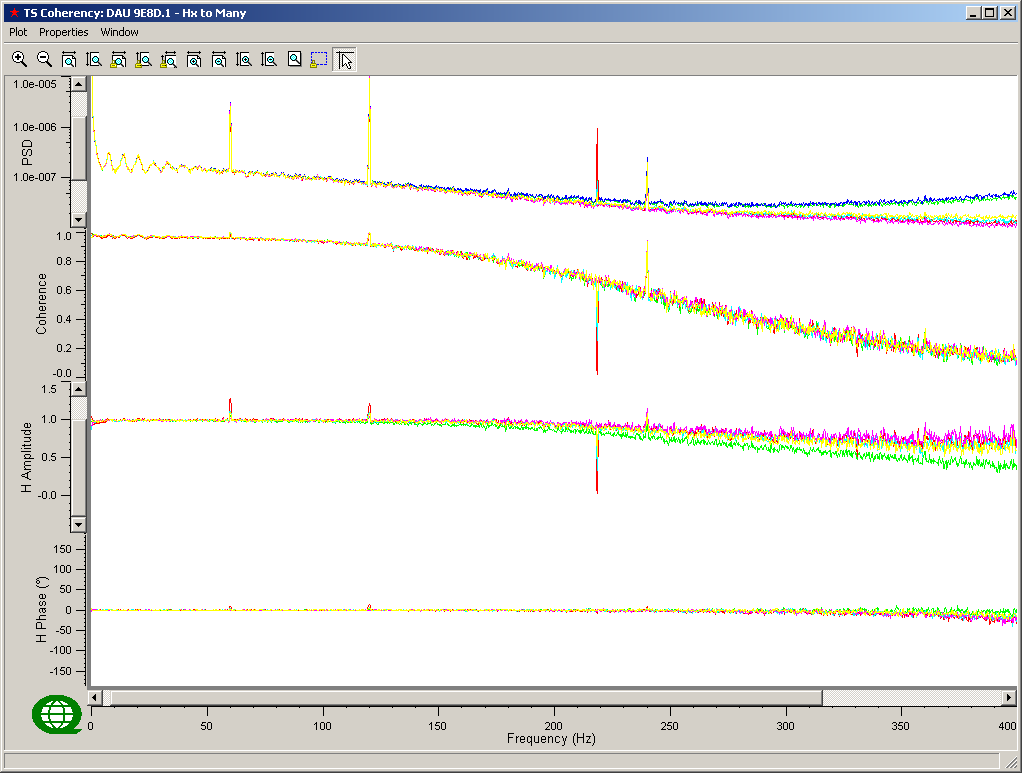 TS Coherency: DAU 9E8D.1 - Hx to Many
Plot Properties Window
1.0e-005
1.0e-006
1.0e-007
PSD
1.0
0.8
0.6
0.4
0.2
-0.0
Coherence
1.5
1.0
0.5
-0.0
H Amplitude
150
100
50
0
-50
-100
-150
H Phase (°)
0 50 100 150 200 250 300 350 400
Frequency (Hz)